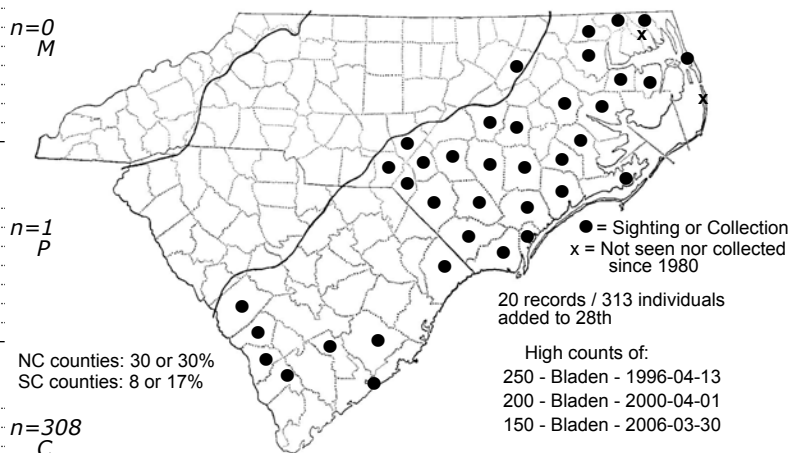 n=0
M
n=1
P
● = Sighting or Collection
x = Not seen nor collected
since 1980
20 records / 313 individuals
added to 28th
NC counties: 30 or 30%
SC counties: 8 or 17%
High counts of:
250 - Bladen - 1996-04-13
200 - Bladen - 2000-04-01
150 - Bladen - 2006-03-30
n=308
C